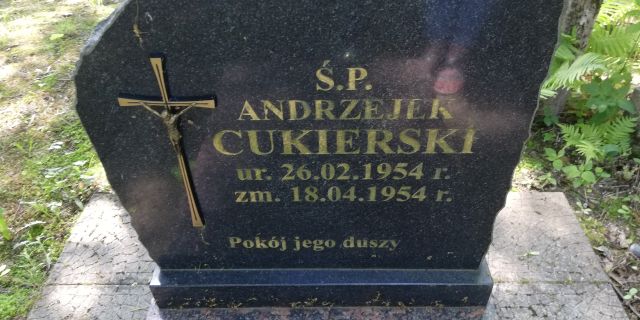 Ś.P.
ANDRZEJEK
CUKIERSKI
ur. 26.02.1954 r.
zm. 18.04.1954 r.
Pokój jego duszy